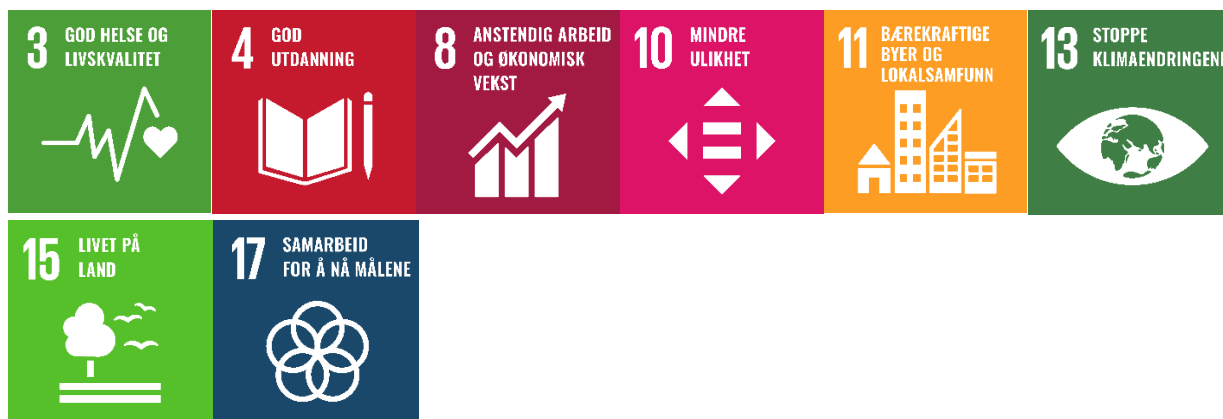 3 GOD HELSE OG
LIVSKVALITET
4 GOD
UTDANNING
8 ANSTENDIG ARBEID
OG ØKONOMISK
VEKST
10 MINDRE
ULIKHET
11 BÆREKRAFTIGE
BYER OG
LOKALSAMFUNN
13 STOPPE
KLIMAENDRINGENE
15 LIVET PÅ
LAND
17 SAMARBEID
FOR Å NÅ MÅLENE